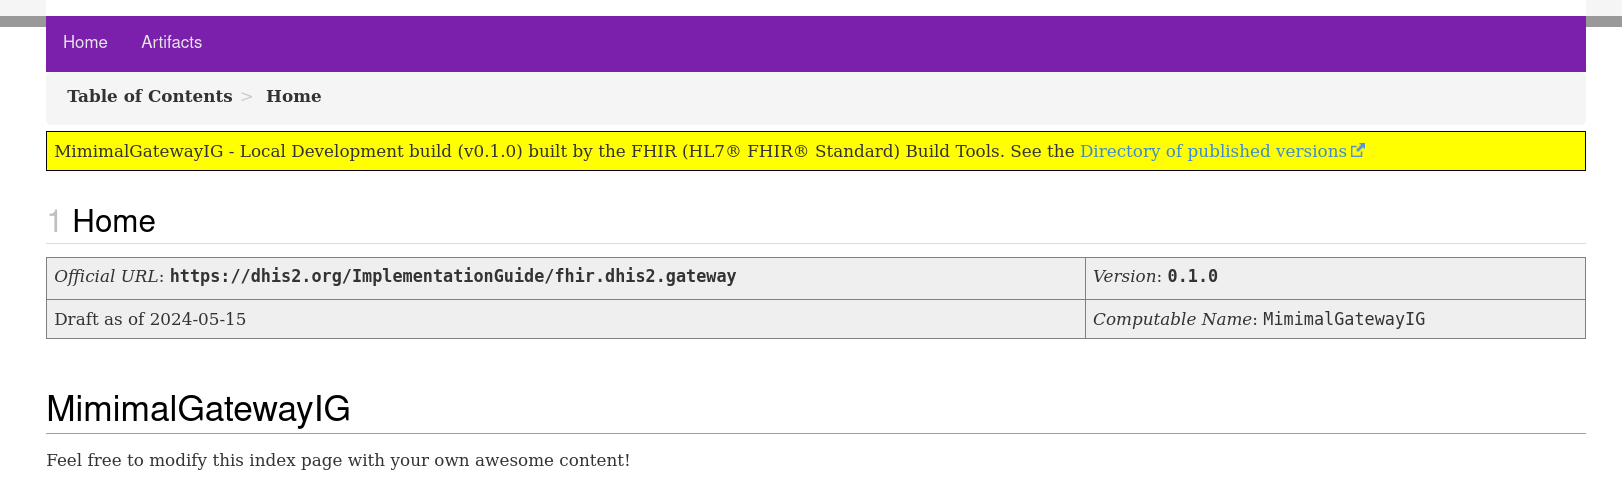 Home Artifacts
Table of Contents > Home
MimimalGatewayIG - Local Development build (v0.1.0) built by the FHIR (HL7® FHIR® Standard) Build Tools. See the Directory of published versions
1 Home
Official URL: https://dhis2.org/ImplementationGuide/fhir.dhis2.gateway Version: 0.1.0
Draft as of 2024-05-15 Computable Name: MimimalGatewayIG
MimimalGatewayIG
Feel free to modify this index page with your own awesome content!